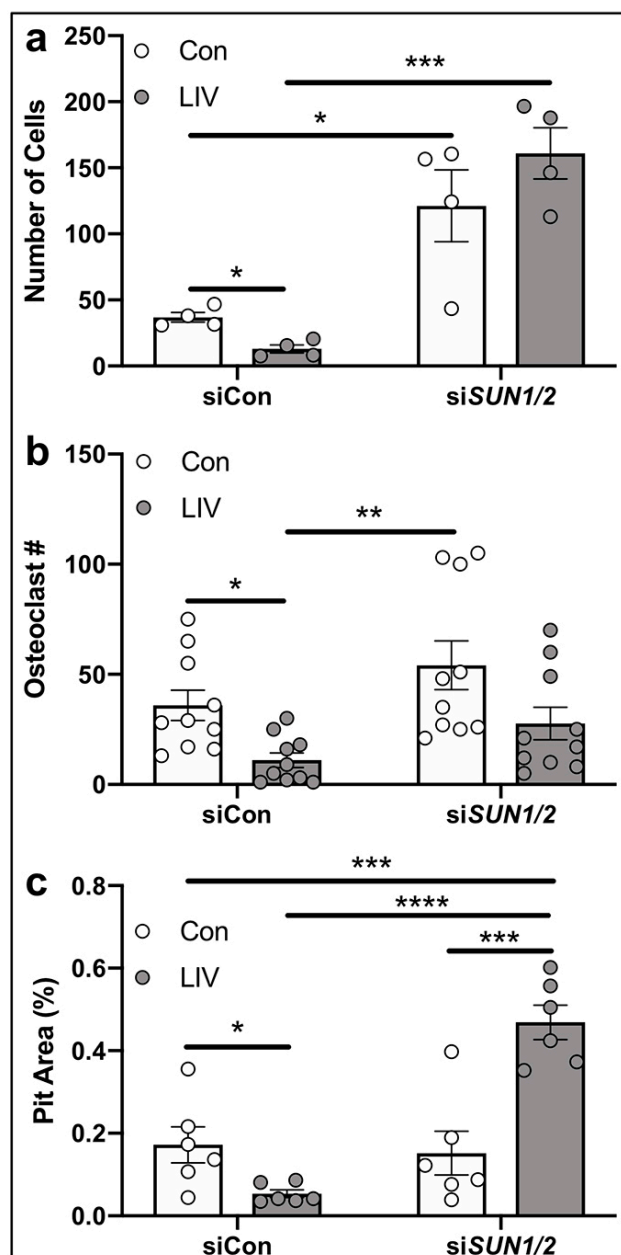 a
Con
LIV
Number of Cells
250
200
150
100
50
0
*
*
***
siCon
siSUN1/2
b
Con
LIV
Osteoclast #
150
100
50
0
*
**
siCon
siSUN1/2
c
Con
LIV
Pit Area (%)
0.8
0.6
0.4
0.2
0.0
***
****
***
*
siCon
siSUN1/2